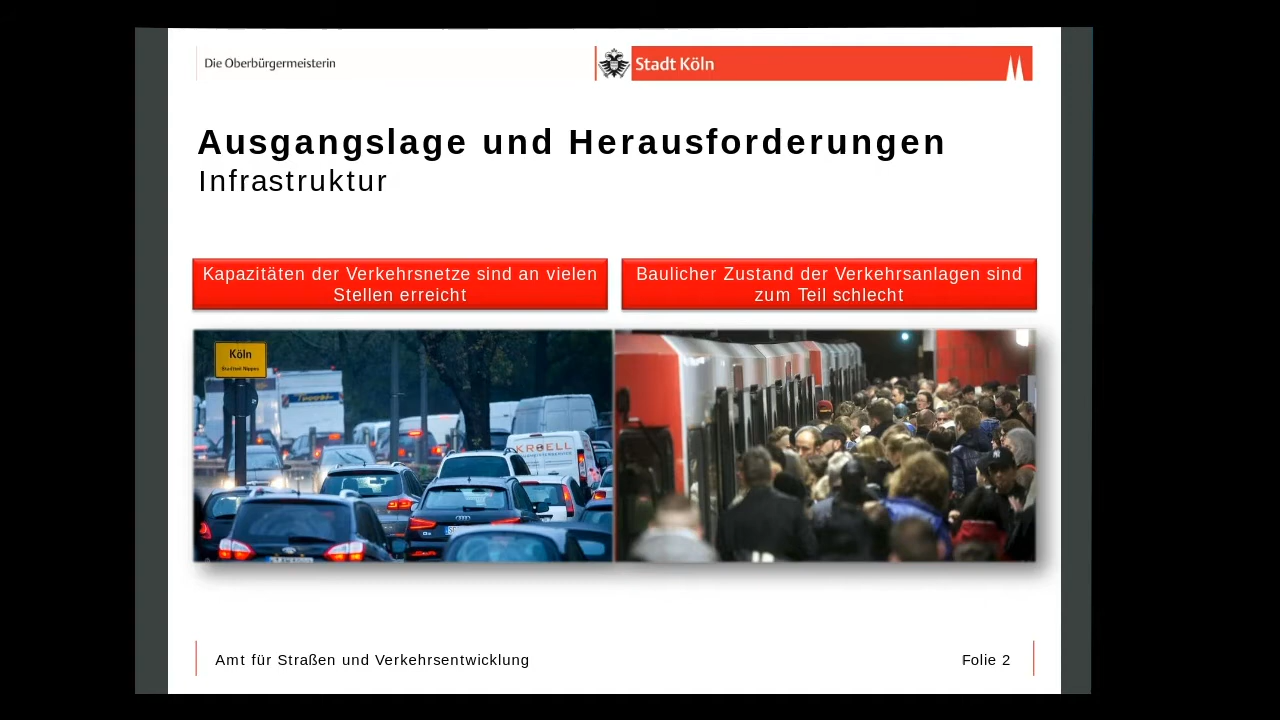 Die Oberbürgermeisterin
Stadt Köln
Ausgangslage und Herausforderungen
Infrastruktur
Kapazitäten der Verkehrsnetze sind an vielen
Stellen erreicht
Baulicher Zustand der Verkehrsanlagen sind
zum Teil schlecht
Köln
KROELL
Amt für Straßen und Verkehrsentwicklung
Folie 2